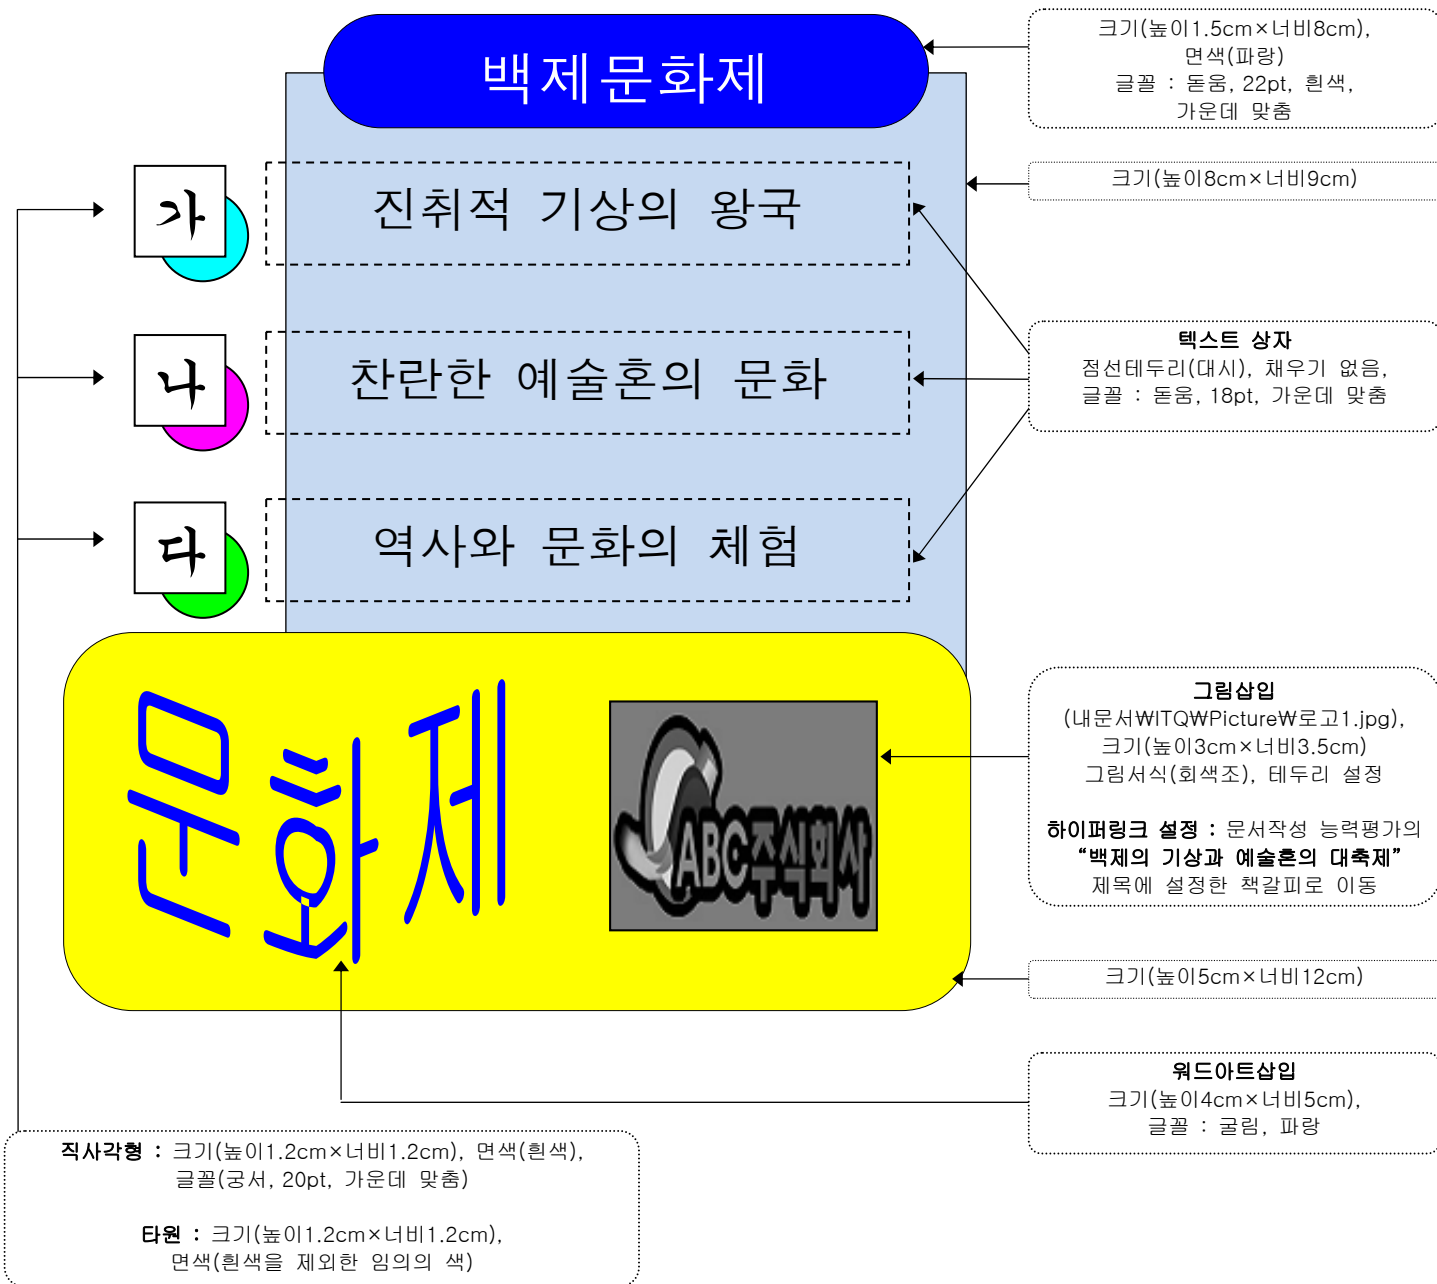 백제문화제
크기(높이1.5cm×너비8cm),
면색(파랑)
글꼴 : 돋움, 22pt, 흰색,
가운데 맞춤
크기(높이8cm×너비9cm)
가
진취적 기상의 왕국
나
찬란한 예술혼의 문화
텍스트 상자
점선테두리(대시), 채우기 없음,
글꼴 : 돋움, 18pt, 가운데 맞춤
다
역사와 문화의 체험
문화제
ABC주식회사
그림삽입
(내문서₩ITQ₩Picture₩로고1.jpg),
크기(높이3cm×너비3.5cm)
그림서식(회색조), 테두리 설정
하이퍼링크 설정 : 문서작성 능력평가의
“백제의 기상과 예술혼의 대축제”
제목에 설정한 책갈피로 이동
크기(높이5cm×너비12cm)
워드아트삽입
크기(높이4cm×너비5cm),
글꼴 : 굴림, 파랑
직사각형 : 크기(높이1.2cm×너비1.2cm), 면색(흰색),
글꼴(궁서, 20pt, 가운데 맞춤)
타원 : 크기(높이1.2cm×너비1.2cm),
면색(흰색을 제외한 임의의 색)